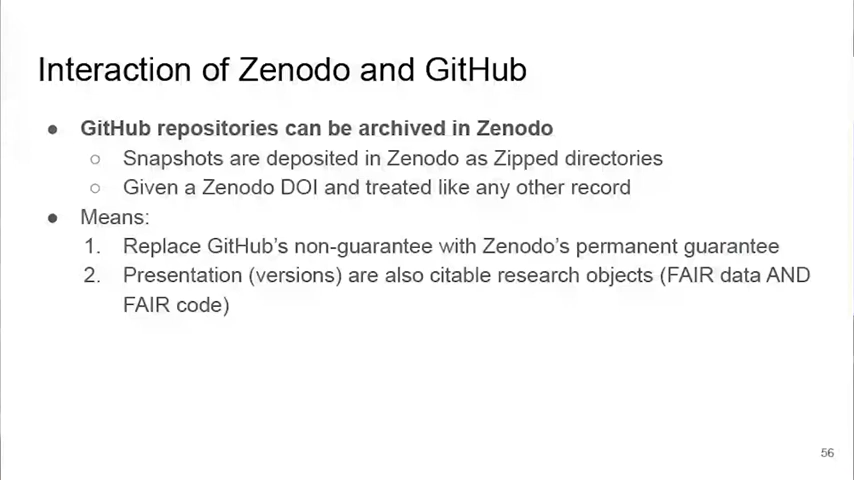 Interaction of Zenodo and GitHub
● GitHub repositories can be archived in Zenodo
○ Snapshots are deposited in Zenodo as Zipped directories
○ Given a Zenodo DOI and treated like any other record
● Means:
1. Replace GitHub's non-guarantee with Zenodo's permanent guarantee
2. Presentation (versions) are also citable research objects (FAIR data AND
FAIR code)
56